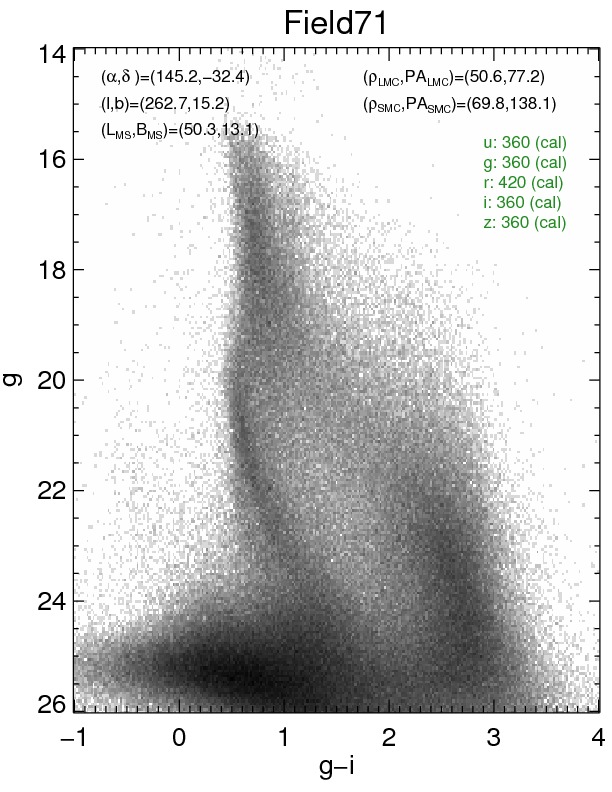 Field71
(α,δ )=(145.2,−32.4)
(ρLMC,PALMC)=(50.6,77.2)
(l,b)=(262.7,15.2)
(ρSMC,PASMC)=(69.8,138.1)
(LMS,BMS)=(50.3,13.1)
u: 360 (cal)
g: 360 (cal)
r: 420 (cal)
i: 360 (cal)
z: 360 (cal)
14
16
18
20
22
24
26
g
−1 0 1 2 3 4
g−i